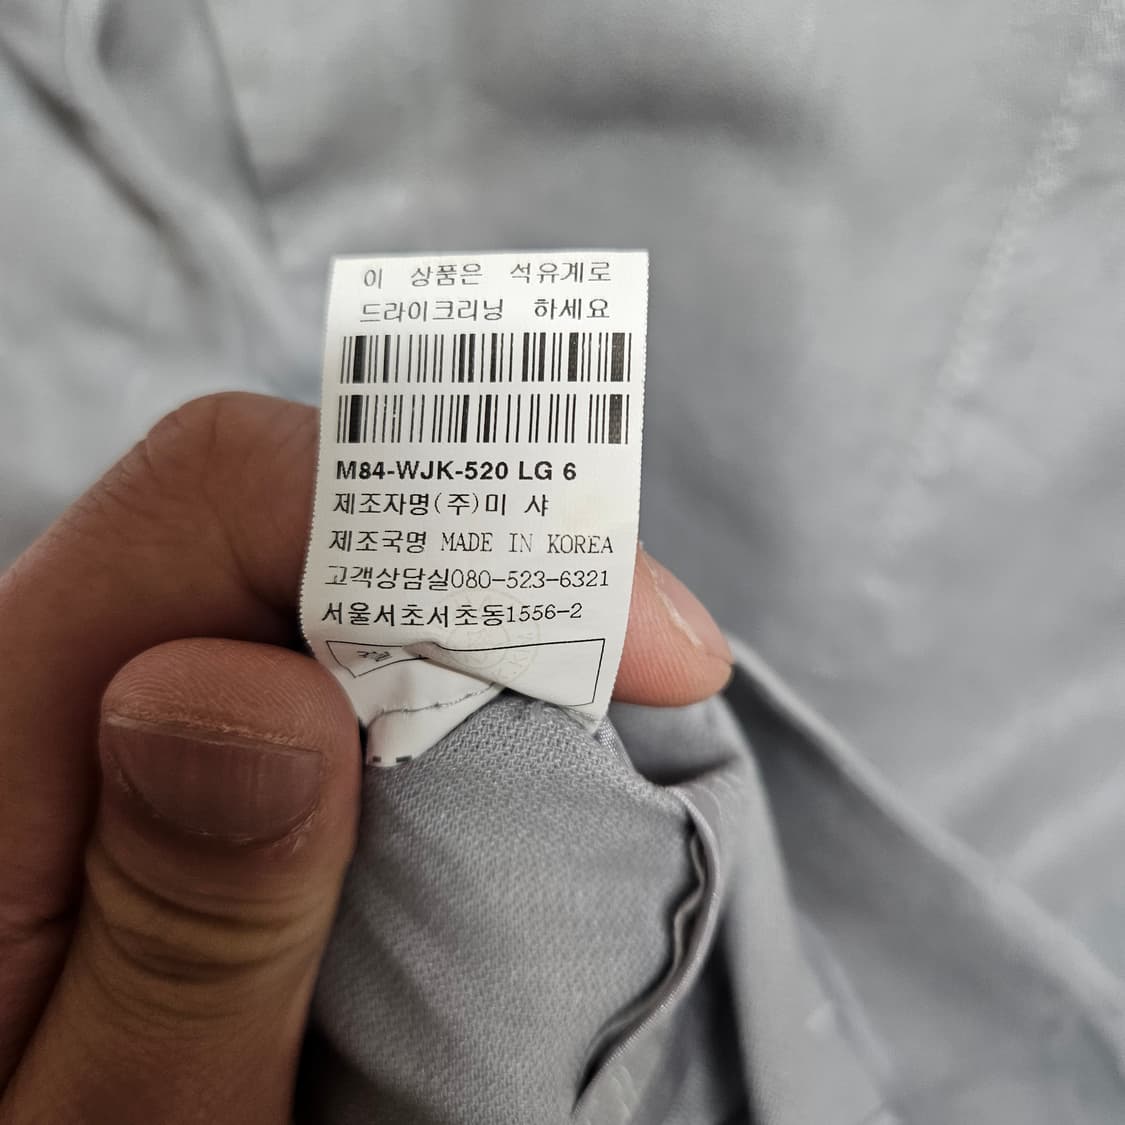 이 상품은 석유계로
드라이크리닝 하세요
M84-WJK-520 LG 6
제조자명(주)미 샤
제조국명 MADE IN KOREA
고객상담실080-523-6321
서울서초서초동1556-2